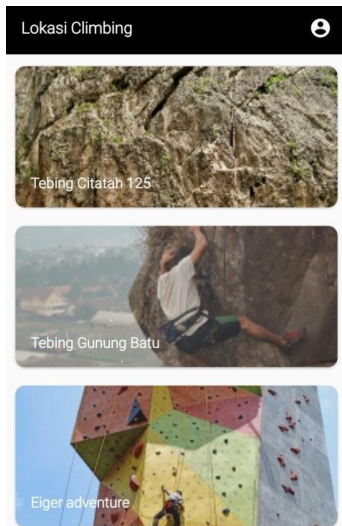 Lokasi Climbing
Tebing Citatah 125
Tebing Gunung Batu
Eiger adventure